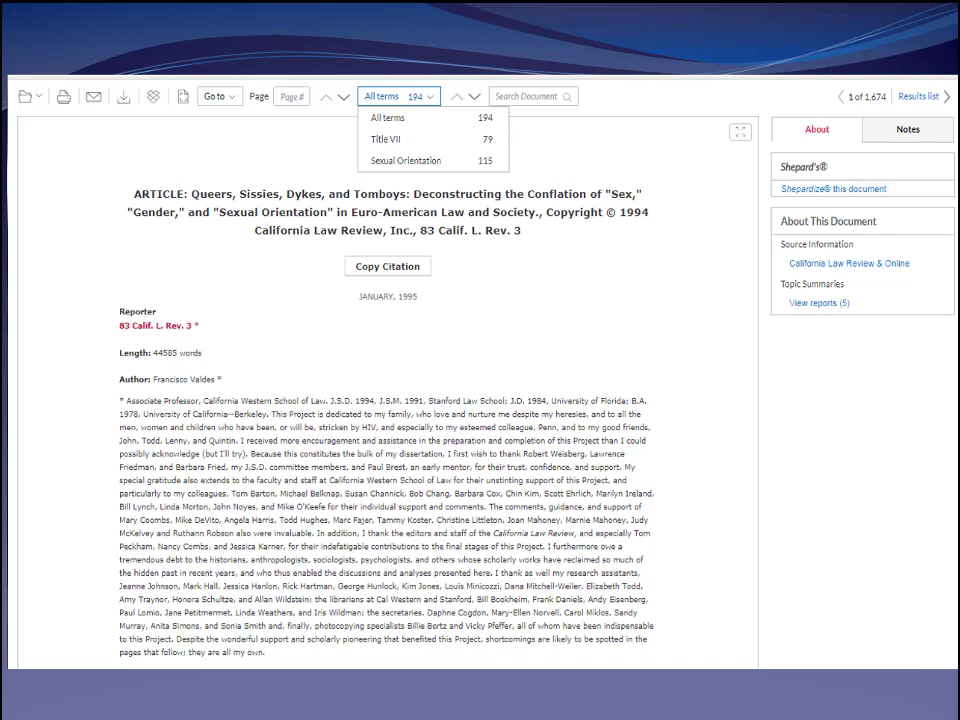 Go to Page Page # All terms 194 Search Document 1 of 1,674 Results list
All terms 194
Title VII 79
Sexual Orientation 115
About Notes
Shepard's®
Shepardize® this document
About This Document
Source Information
California Law Review & Online
Topic Summaries
View reports (5)
ARTICLE: Queers, Sissies, Dykes, and Tomboys: Deconstructing the Conflation of "Sex,"
"Gender," and "Sexual Orientation" in Euro-American Law and Society., Copyright © 1994
California Law Review, Inc., 83 Calif. L. Rev. 3
Copy Citation
JANUARY, 1995
Reporter
83 Calif. L. Rev. 3 *
Length: 44585 words
Author: Francisco Valdes *
* Associate Professor, California Western School of Law. J.S.D. 1994, J.S.M. 1991, Stanford Law School; J.D. 1984, University of Florida; B.A.
1978, University of California--Berkeley. This Project is dedicated to my family, who love and nurture me despite my heresies, and to all the
men, women and children who have been, or will be, stricken by HIV, and especially to my esteemed colleague, Penn, and to my good friends,
John, Todd, Lenny, and Quintin. I received more encouragement and assistance in the preparation and completion of this Project than I could
possibly acknowledge (but I'll try). Because this constitutes the bulk of my dissertation, I first wish to thank Robert Weisberg, Lawrence
Friedman, and Barbara Fried, my J.S.D. committee members, and Paul Brest, an early mentor, for their trust, confidence, and support. My
special gratitude also extends to the faculty and staff at California Western School of Law for their unstinting support of this Project, and
particularly to my colleagues, Tom Barton, Michael Belknap, Susan Channick, Bob Chang, Barbara Cox, Chin Kim, Scott Ehrlich, Marilyn Ireland,
Bill Lynch, Linda Morton, John Noyes, and Mike O'Keefe for their individual support and comments. The comments, guidance, and support of
Mary Coombs, Mike DeVito, Angela Harris, Todd Hughes, Marc Fajer, Tammy Koster, Christine Littleton, Joan Mahoney, Marnie Mahoney, Judy
McKelvey and Ruthann Robson also were invaluable. In addition, I thank the editors and staff of the California Law Review, and especially Tom
Peckham, Nancy Combs, and Jessica Karner, for their indefatigable contributions to the final stages of this Project. I furthermore owe a
tremendous debt to the historians, anthropologists, sociologists, psychologists, and others whose scholarly works have reclaimed so much of
the hidden past in recent years, and who thus enabled the discussions and analyses presented here. I thank as well my research assistants,
Jeanne Johnson, Mark Hall, Jessica Hanlon, Rick Hartman, George Hunlock, Kim Jones, Louis Minicozzi, Dana Mitchell-Weiler, Elizabeth Todd,
Amy Traynor, Honora Schultze, and Allan Wildstein; the librarians at Cal Western and Stanford, Bill Bookheim, Frank Daniels, Andy Eisenberg,
Paul Lomio, Jane Petitmermet, Linda Weathers, and Iris Wildman; the secretaries, Daphne Cogdon, Mary-Ellen Norvell, Carol Miklos, Sandy
Murray, Anita Simons, and Sonia Smith and, finally, photocopying specialists Billie Bortz and Vicky Pfeffer, all of whom have been indispensable
to this Project. Despite the wonderful support and scholarly pioneering that benefited this Project, shortcomings are likely to be spotted in the
pages that follow; they are all my own.